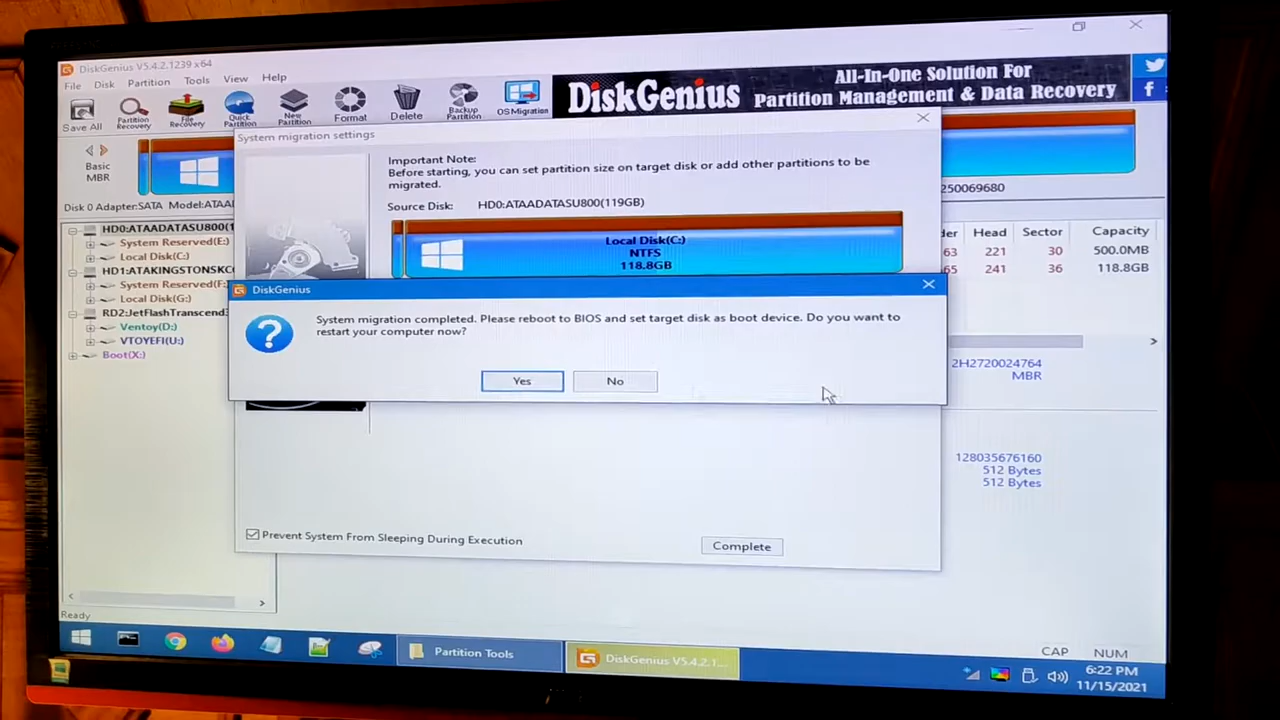 DiskGenius V5.4.2.1239 x64
File Disk Partition Tools View Help
Save All
Partition Recovery
File Recovery
Quick Partition
New Partition
Format
Delete
Backup Partition
OS Migration
DiskGenius
All-In-One Solution For
Partition Management & Data Recovery
Basic
MBR
Disk 0 Adapter:SATA Model:ATAA
250069680
System migration settings
Important Note:
Before starting, you can set partition size on target disk or add other partitions to be
migrated.
Source Disk: HD0:ATAADATASU800(119GB)
Local Disk(C:)
NTFS
118.8GB
HD0:ATAADATASU800(1
System Reserved(E:)
Local Disk(C:)
HD1:ATAKINGSTONSKC
System Reserved(F:
Local Disk(G:)
RD2:JetFlashTranscend
Ventoy(D:)
VTOYEFI(U:)
Boot(X:)
der Head Sector Capacity
63 221 30 500.0MB
65 241 36 118.8GB
2H2720024764
MBR
128035676160
512 Bytes
512 Bytes
DiskGenius
System migration completed. Please reboot to BIOS and set target disk as boot device. Do you want to
restart your computer now?
Yes No
Prevent System From Sleeping During Execution
Complete
Ready
CAP NUM
Partition Tools
DiskGenius V5.4.2.1...
6:22 PM
11/15/2021